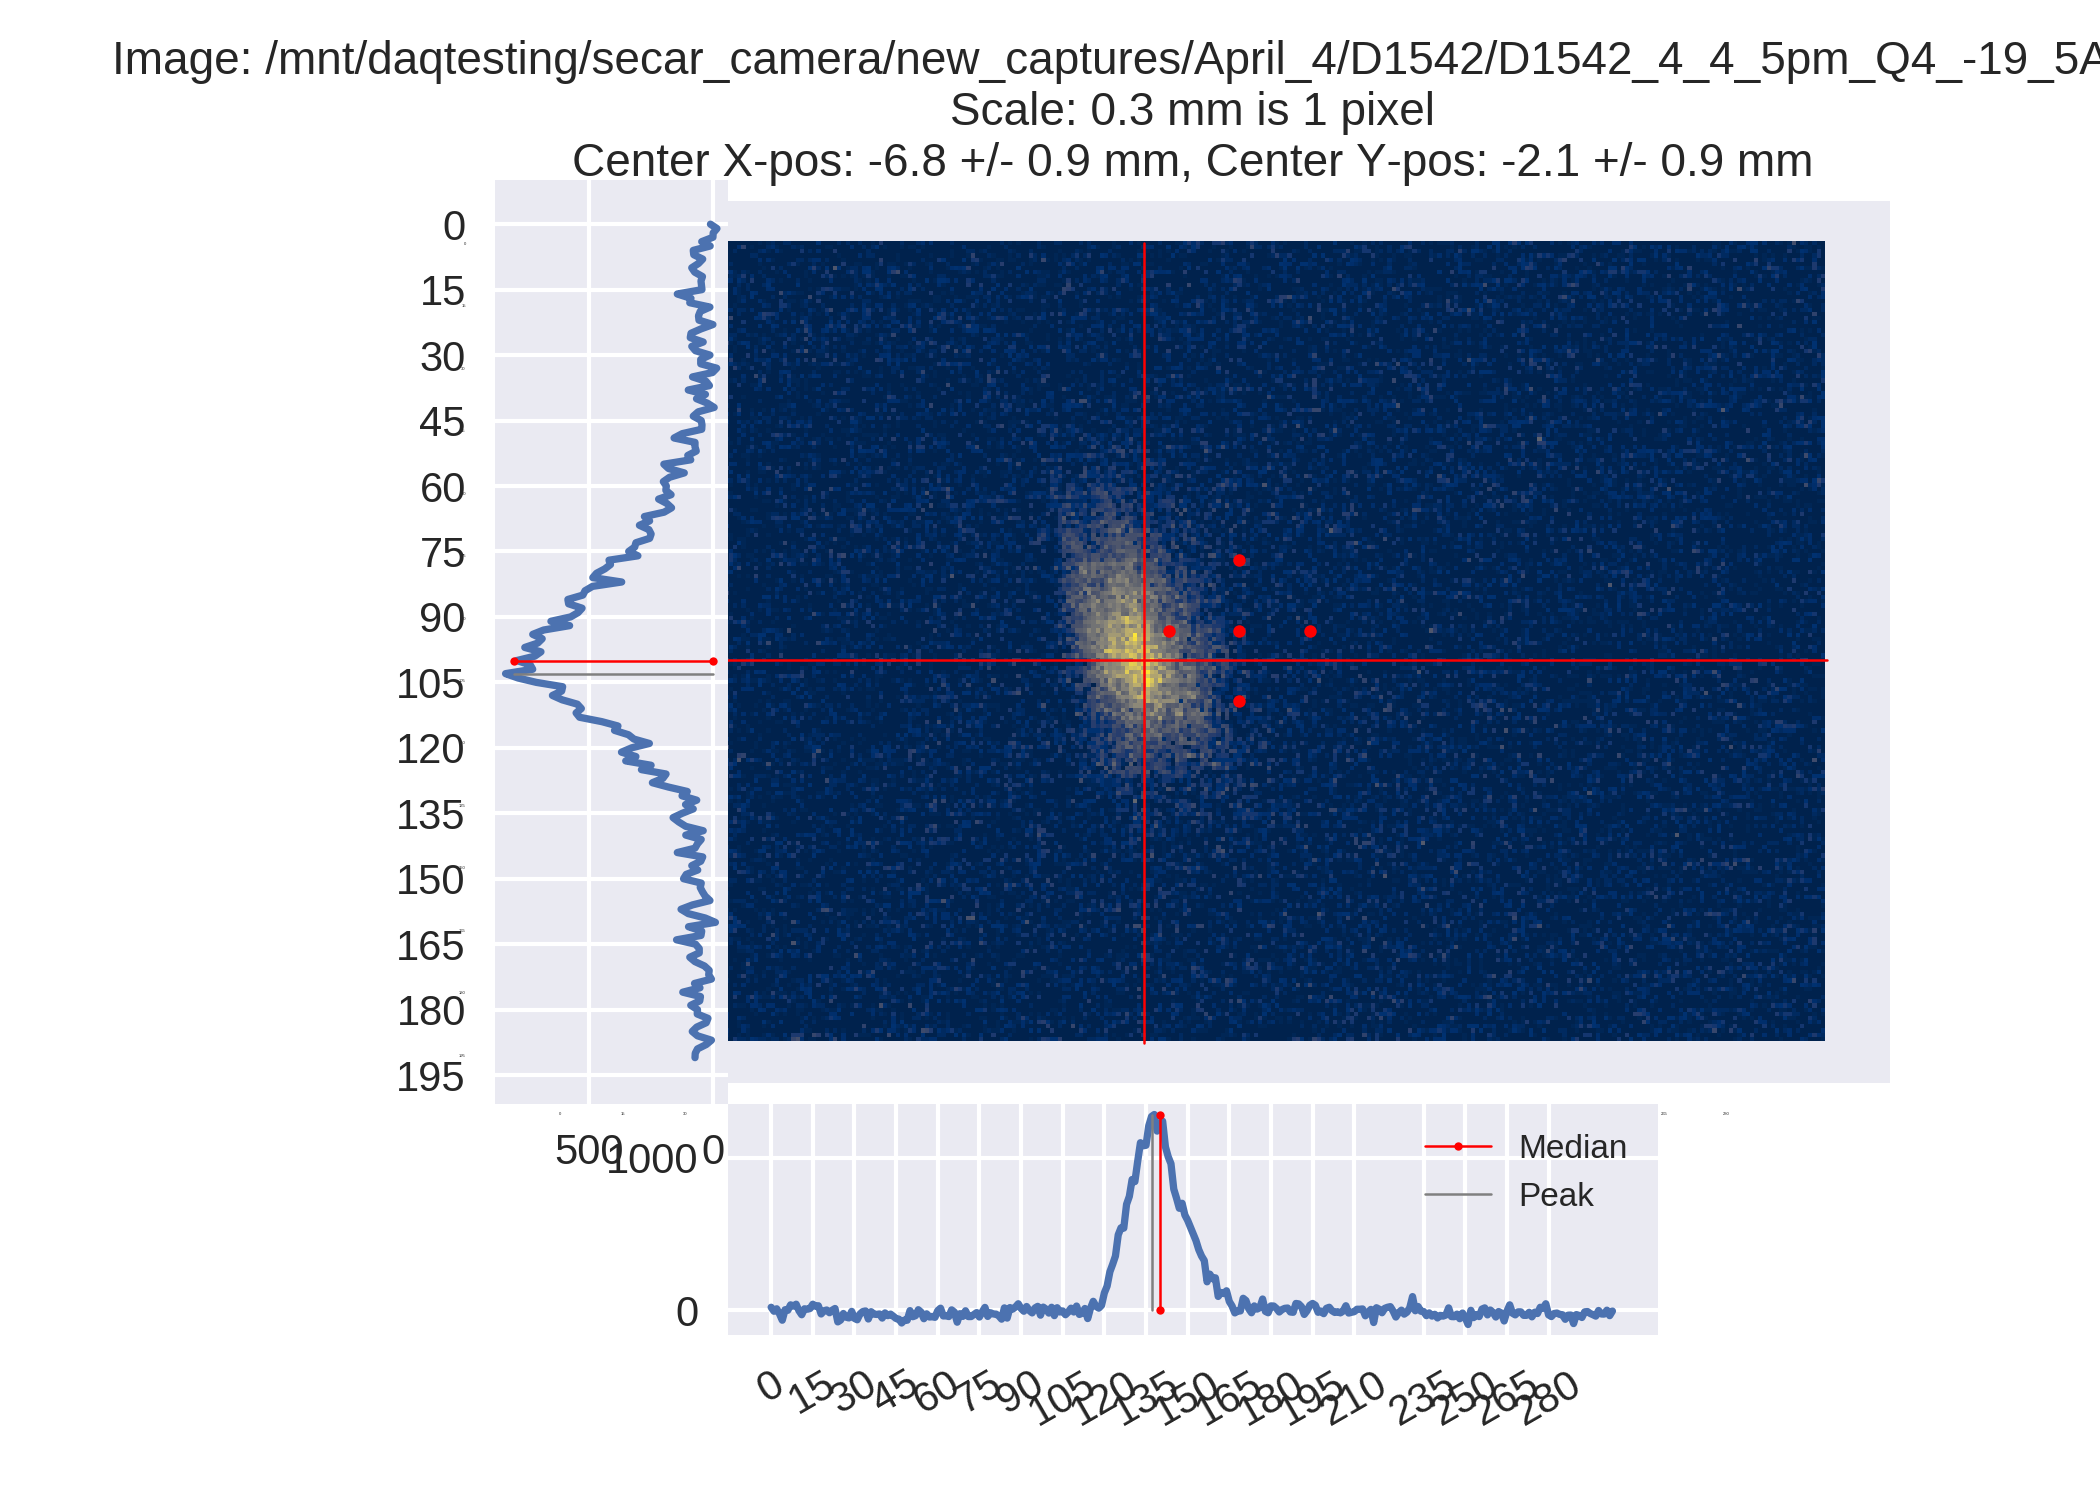 Image: /mnt/daqtesting/secar_camera/new_captures/April_4/D1542/D1542_4_4_5pm_Q4_-19_5A
Scale: 0.3 mm is 1 pixel
Center X-pos: -6.8 +/- 0.9 mm, Center Y-pos: -2.1 +/- 0.9 mm
0
15
30
45
60
75
90
105
120
135
150
165
180
195
500 0
1000
0
Median
Peak
0 15 30 45 60 75 90 105 120 135 150 165 180 195 210 235 250 265 280